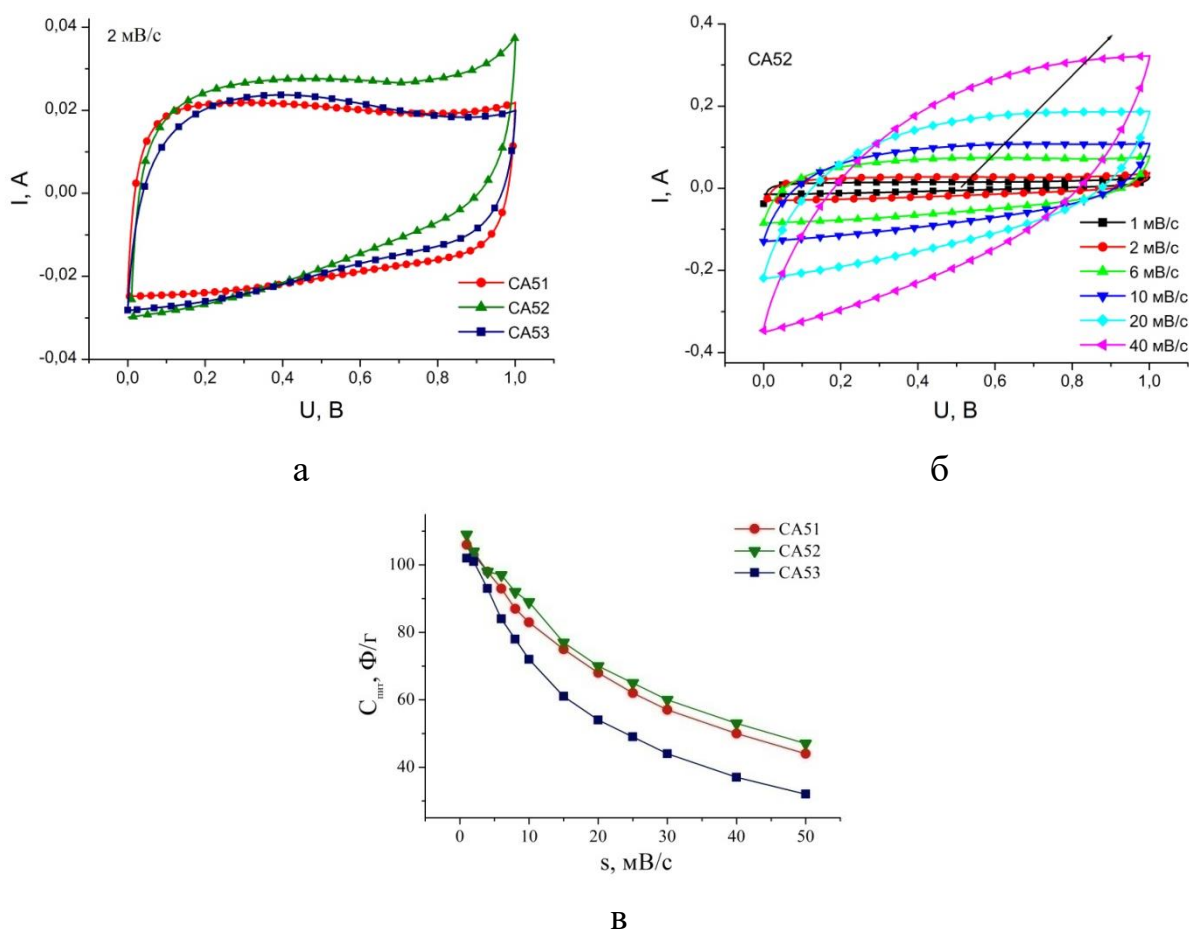 2 мВ/с
I, А
0,04
0,02
0,00
-0,02
-0,04
CA51
CA52
CA53
0,0 0,2 0,4 0,6 0,8 1,0
U, В
а
CA52
I, А
0,4
0,2
0,0
-0,2
-0,4
1 мВ/с
2 мВ/с
6 мВ/с
10 мВ/с
20 мВ/с
40 мВ/с
0,0 0,2 0,4 0,6 0,8 1,0
U, В
б
CA51
CA52
CA53
C пит, Ф/г
100
80
60
40
0 10 20 30 40 50
s, мВ/с
в